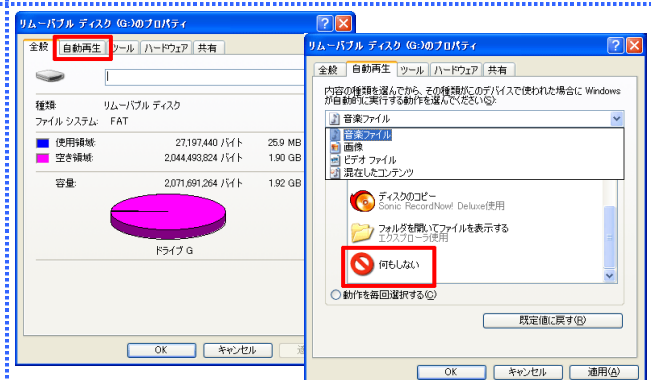 リムーバブル ディスク (G:)のプロパティ
全般
自動再生
ツール
ハードウェア
共有
種類:
リムーバブル ディスク
ファイル システム:
FAT
使用領域:
27,197,440 バイト
25.9 MB
空き領域:
2,044,493,824 バイト
1.90 GB
容量:
2,071,691,264 バイト
1.92 GB
ドライブ G
OK
キャンセル
リムーバブル ディスク (G:)のプロパティ
全般
自動再生
ツール
ハードウェア
共有
内容の種類を選んでから、その種類がこのデバイスで使われた場合に Windows
が自動的に実行する動作を選んでください(S):
音楽ファイル
音楽ファイル
画像
ビデオ ファイル
混在したコンテンツ
ディスクのコピー
Sonic RecordNow! Deluxe使用
フォルダを開いてファイルを表示する
エクスプローラ使用
何もしない
動作を毎回選択する(C)
既定値に戻す(R)
OK
キャンセル
適用(A)